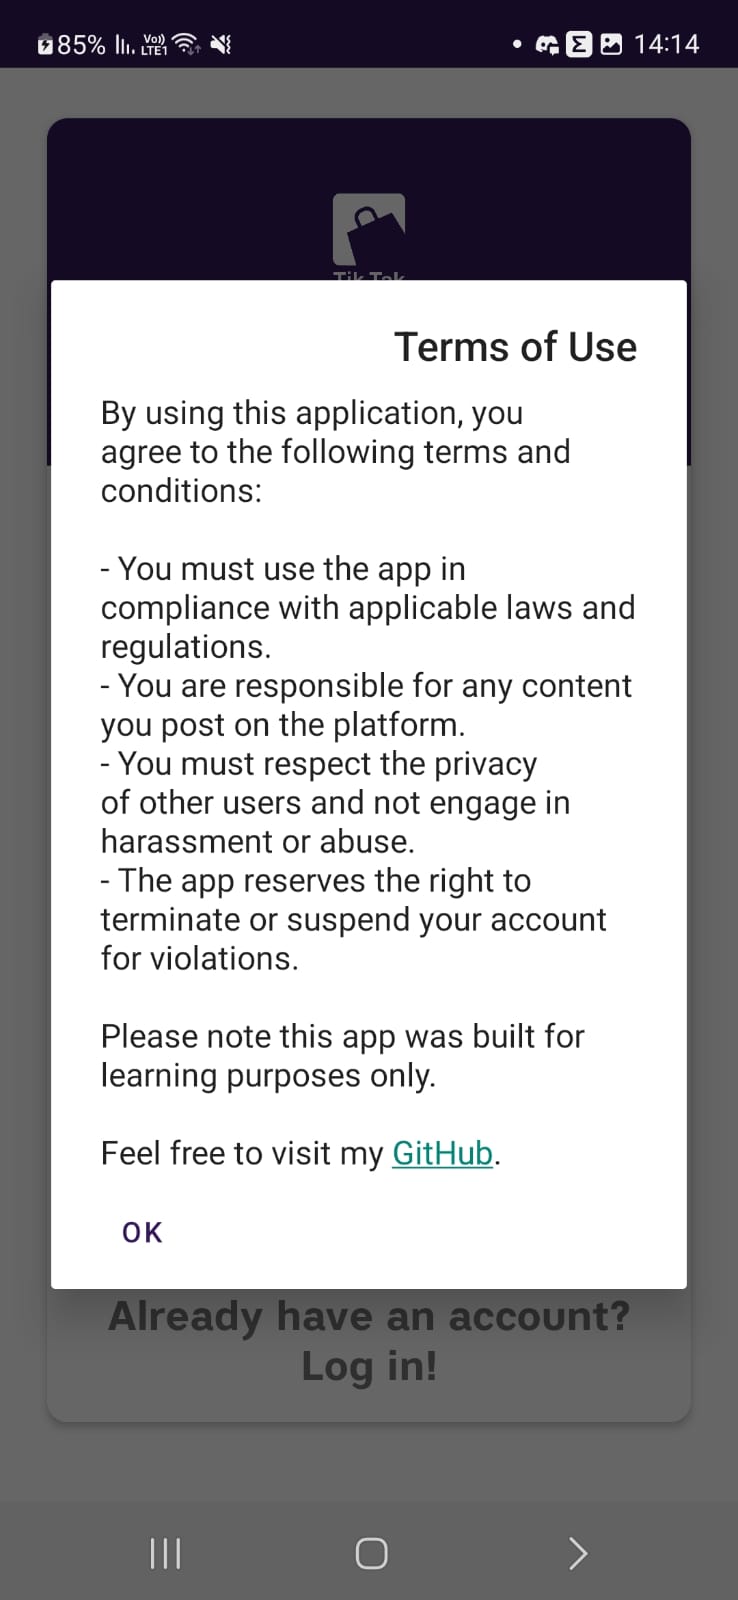 85% Vo)) LTE1 14:14
Tik Tak
Terms of Use
By using this application, you
agree to the following terms and
conditions:
- You must use the app in
compliance with applicable laws and
regulations.
- You are responsible for any content
you post on the platform.
- You must respect the privacy
of other users and not engage in
harassment or abuse.
- The app reserves the right to
terminate or suspend your account
for violations.
Please note this app was built for
learning purposes only.
Feel free to visit my GitHub.
OK
Already have an account?
Log in!